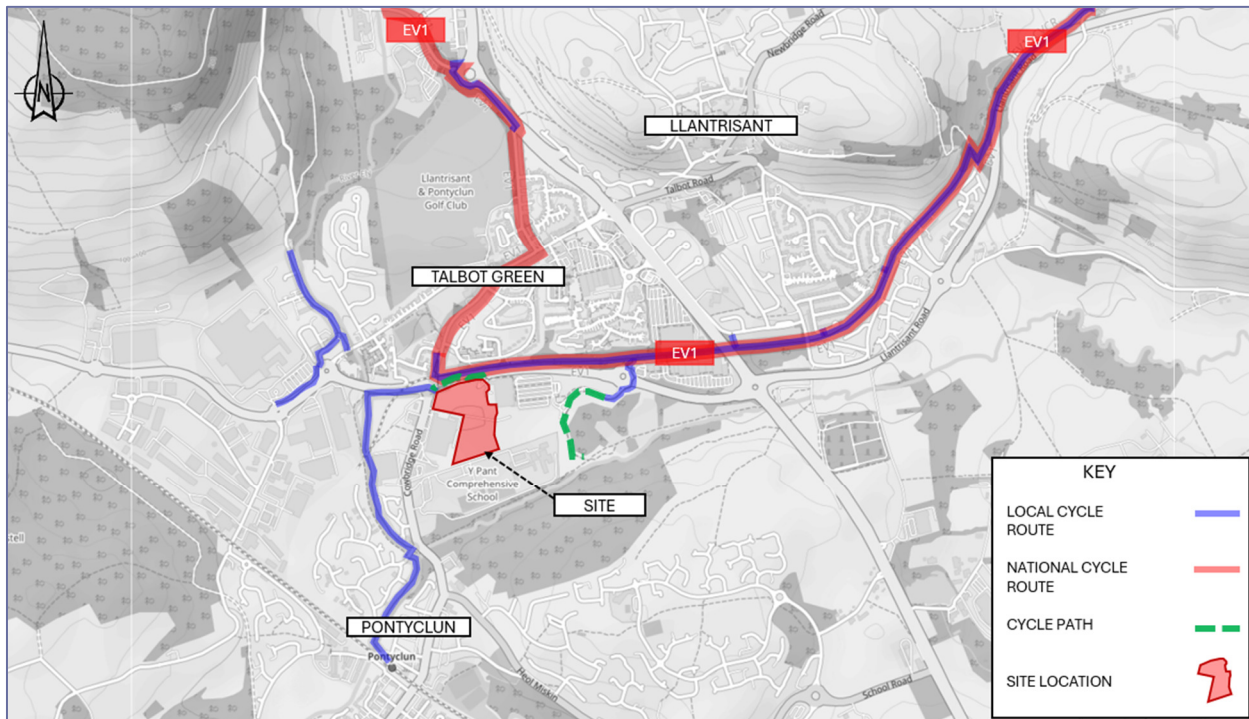 EV1
EV1
Newbridge Road
LLANTRISANT
Llantrisant
& Pontyclun
Golf Club
Talbot Road
TALBOT GREEN
Llantrisant Road
EV1
EV1
Cowbridge Road
Y Pant
Comprehensive
School
SITE
PONTYCLUN
Pontyclun
Heol Miskin
School Road
N
KEY
LOCAL CYCLE
ROUTE
NATIONAL CYCLE
ROUTE
CYCLE PATH
SITE LOCATION